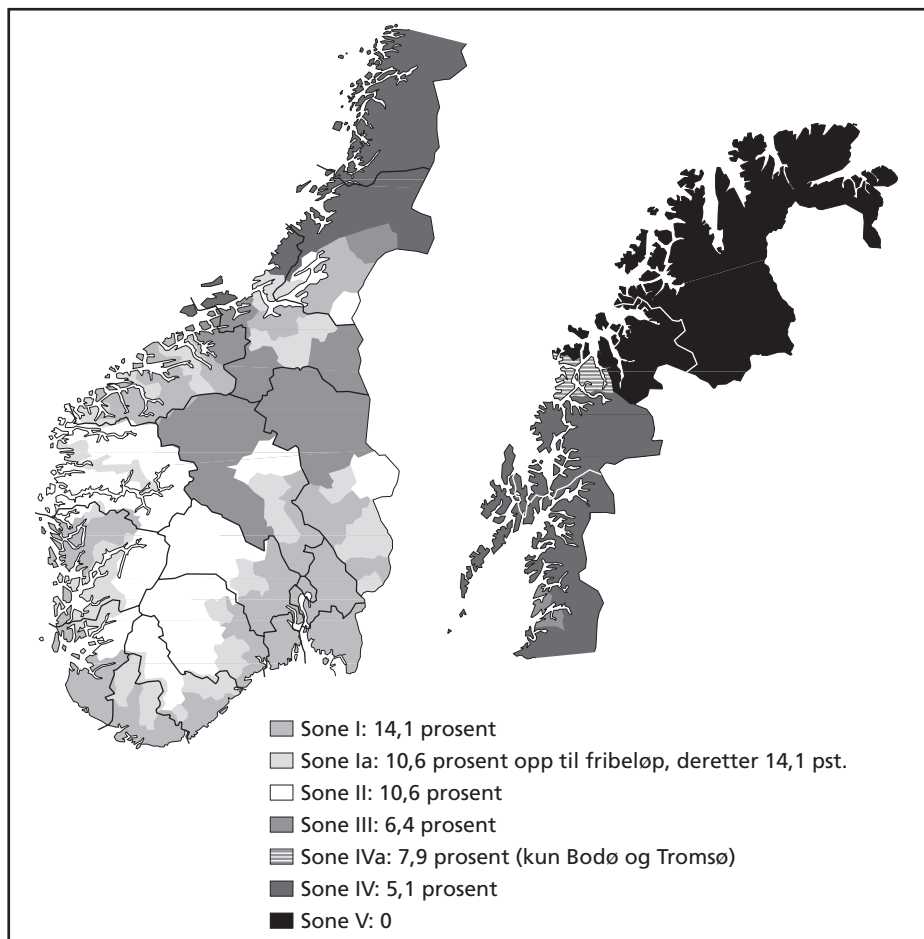 Sone I: 14,1 prosent
Sone Ia: 10,6 prosent opp til fribeløp, deretter 14,1 pst.
Sone II: 10,6 prosent
Sone III: 6,4 prosent
Sone IVa: 7,9 prosent (kun Bodø og Tromsø)
Sone IV: 5,1 prosent
Sone V: 0